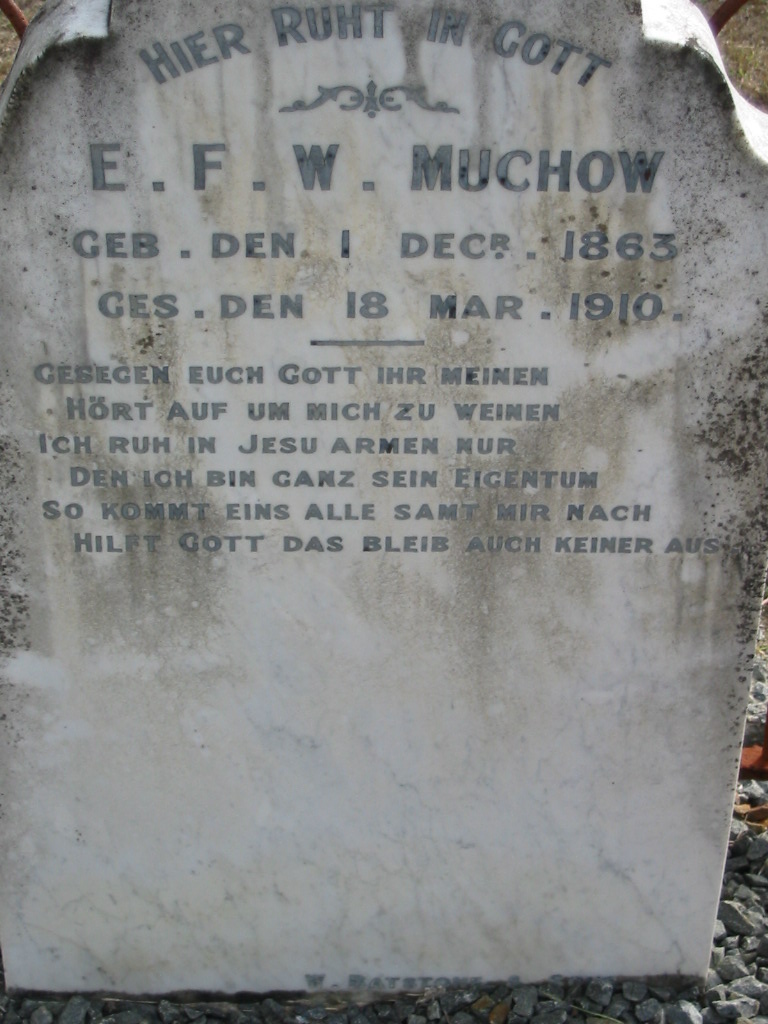 HIER RUHT IN GOTT
E. F. W. MUCHOW
GEB. DEN 1 DECR. 1863
GES. DEN 18 MAR. 1910.
GESEGEN EUCH GOTT IHR MEINEN
HÖRT AUF UM MICH ZU WEINEN
ICH RUH IN JESU ARMEN NUR
DEN ICH BIN GANZ SEIN EIGENTUM
SO KOMMT EINS ALLE SAMT MIR NACH
HILFT GOTT DAS BLEIB AUCH KEINER AUS
W.